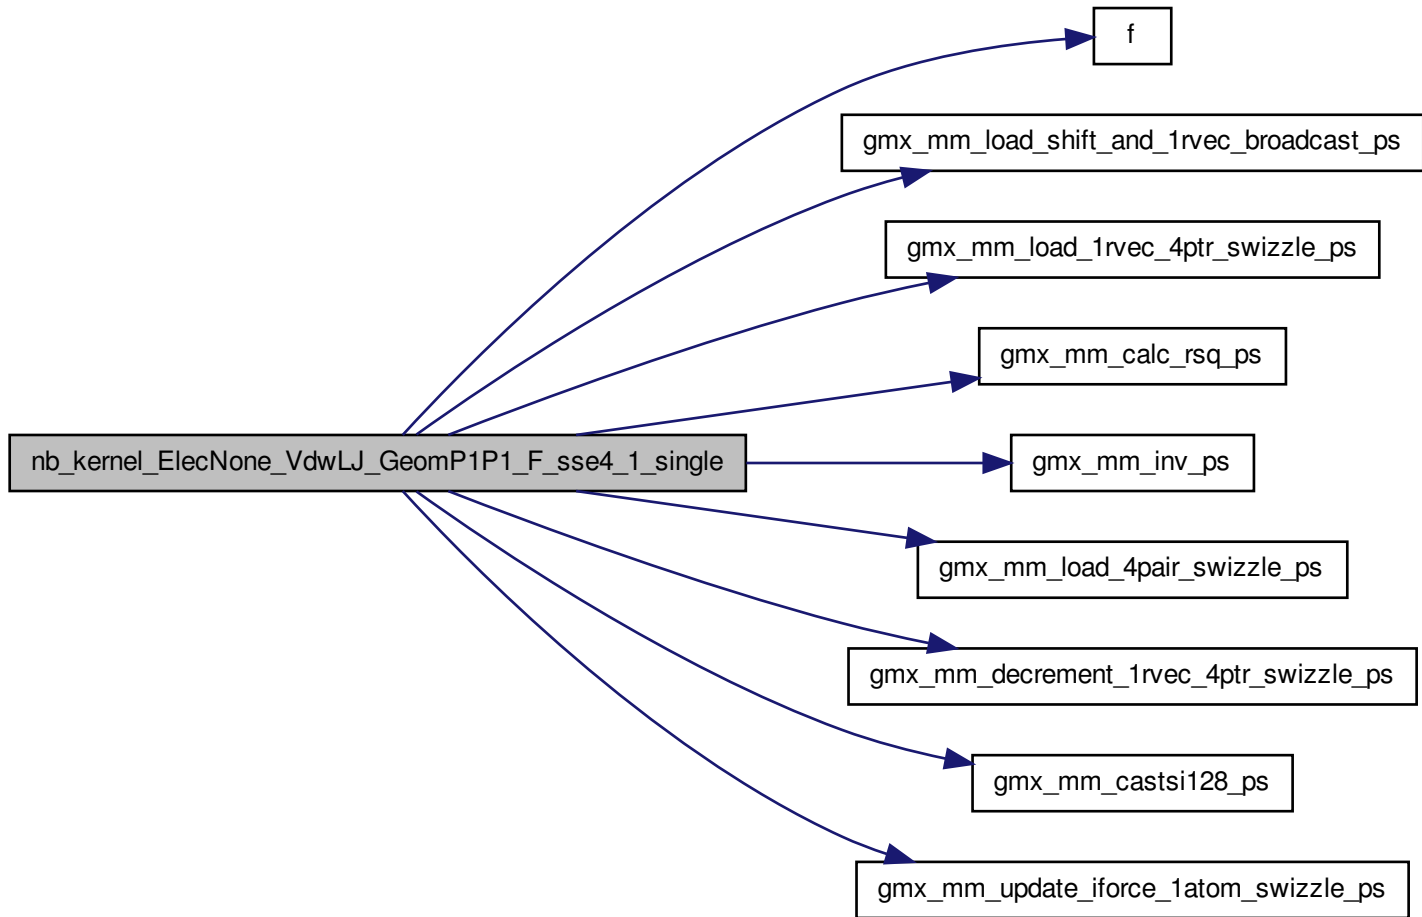 f
gmx_mm_load_shift_and_1rvec_broadcast_ps
gmx_mm_load_1rvec_4ptr_swizzle_ps
gmx_mm_calc_rsq_ps
nb_kernel_ElecNone_VdwLJ_GeomP1P1_F_sse4_1_single
gmx_mm_inv_ps
gmx_mm_load_4pair_swizzle_ps
gmx_mm_decrement_1rvec_4ptr_swizzle_ps
gmx_mm_castsi128_ps
gmx_mm_update_iforce_1atom_swizzle_ps